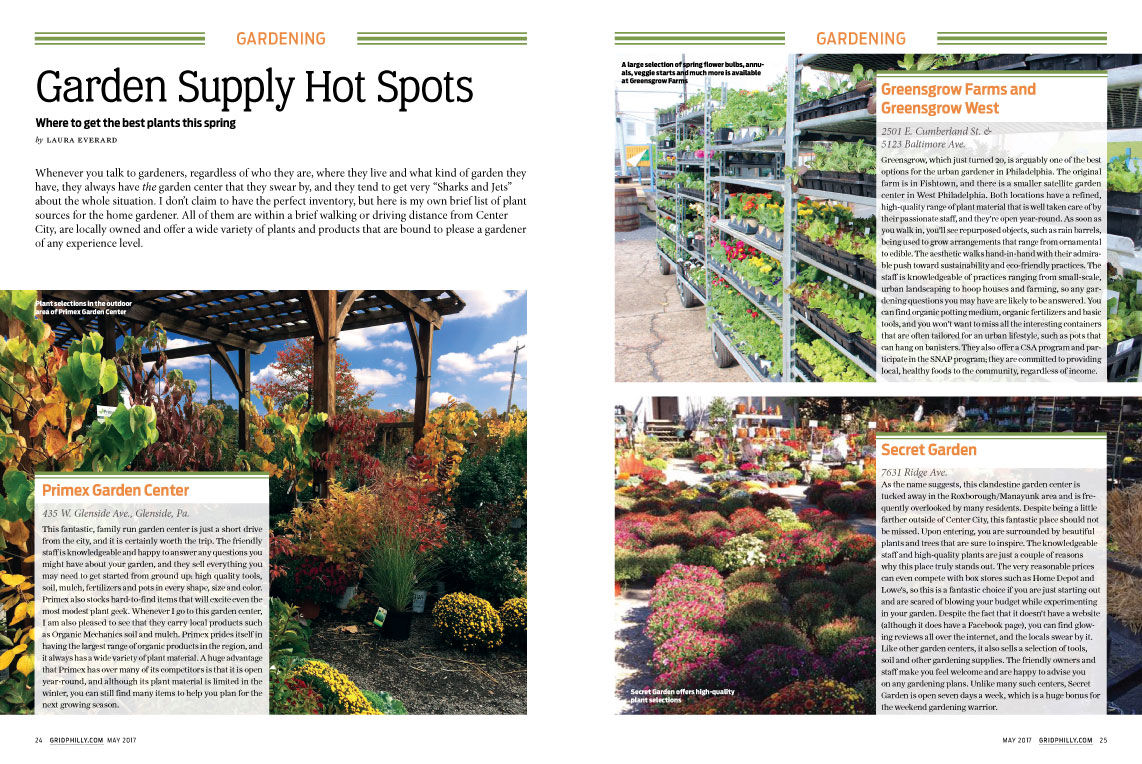 GARDENING
Garden Supply Hot Spots
Where to get the best plants this spring
by LAURA EVERARD
Whenever you talk to gardeners, regardless of who they are, where they live and what kind of garden they
have, they always have the garden center that they swear by, and they tend to get very “Sharks and Jets”
about the whole situation. I don’t claim to have the perfect inventory, but here is my own brief list of plant
sources for the home gardener. All of them are within a brief walking or driving distance from Center
City, are locally owned and offer a wide variety of plants and products that are bound to please a gardener
of any experience level.
Plant selections in the outdoor
area of Primex Garden Center
Primex Garden Center
435 W. Glenside Ave., Glenside, Pa.
This fantastic, family run garden center is just a short drive
from the city, and it is certainly worth the trip. The friendly
staff is knowledgeable and happy to answer any questions you
might have about your garden, and they sell everything you
may need to get started from ground up: high quality tools,
soil, mulch, fertilizers and pots in every shape, size and color.
Primex also stocks hard-to-find items that will excite even the
most modest plant geek. Whenever I go to this garden center,
I am also pleased to see that they carry local products such
as Organic Mechanics soil and mulch. Primex prides itself in
having the largest range of organic products in the region, and
it always has a wide variety of plant material. A huge advantage
that Primex has over many of its competitors is that it is open
year-round, and although its plant material is limited in the
winter, you can still find many items to help you plan for the
next growing season.
24 GRIDPHILLY.COM MAY 2017
GARDENING
A large selection of spring flower bulbs, annu-
als, veggie starts and much more is available
at Greensgrow Farms
Greensgrow Farms and
Greensgrow West
2501 E. Cumberland St. &
5123 Baltimore Ave.
Greensgrow, which just turned 20, is arguably one of the best
options for the urban gardener in Philadelphia. The original
farm is in Fishtown, and there is a smaller satellite garden
center in West Philadelphia. Both locations have a refined,
high-quality range of plant material that is well taken care of by
their passionate staff, and they’re open year-round. As soon as
you walk in, you’ll see repurposed objects, such as rain barrels,
being used to grow arrangements that range from ornamental
to edible. The aesthetic walks hand-in-hand with their admira-
ble push toward sustainability and eco-friendly practices. The
staff is knowledgeable of practices ranging from small-scale,
urban landscaping to hoop houses and farming, so any gar-
dening questions you may have are likely to be answered. You
can find organic potting medium, organic fertilizers and basic
tools, and you won’t want to miss all the interesting containers
that are often tailored for an urban lifestyle, such as pots that
can hang on banisters. They also offer a CSA program and par-
ticipate in the SNAP program; they are committed to providing
local, healthy foods to the community, regardless of income.
Secret Garden
7631 Ridge Ave.
As the name suggests, this clandestine garden center is
tucked away in the Roxborough/Manayunk area and is fre-
quently overlooked by many residents. Despite being a little
farther outside of Center City, this fantastic place should not
be missed. Upon entering, you are surrounded by beautiful
plants and trees that are sure to inspire. The knowledgeable
staff and high-quality plants are just a couple of reasons
why this place truly stands out. The very reasonable prices
can even compete with box stores such as Home Depot and
Lowe’s, so this is a fantastic choice if you are just starting out
and are scared of blowing your budget while experimenting
in your garden. Despite the fact that it doesn’t have a website
(although it does have a Facebook page), you can find glow-
ing reviews all over the internet, and the locals swear by it.
Like other garden centers, it also sells a selection of tools,
soil and other gardening supplies. The friendly owners and
staff make you feel welcome and are happy to advise you
on any gardening plans. Unlike many such centers, Secret
Garden is open seven days a week, which is a huge bonus for
the weekend gardening warrior.
Secret Garden offers high-quality
plant selections
MAY 2017 GRIDPHILLY.COM 25